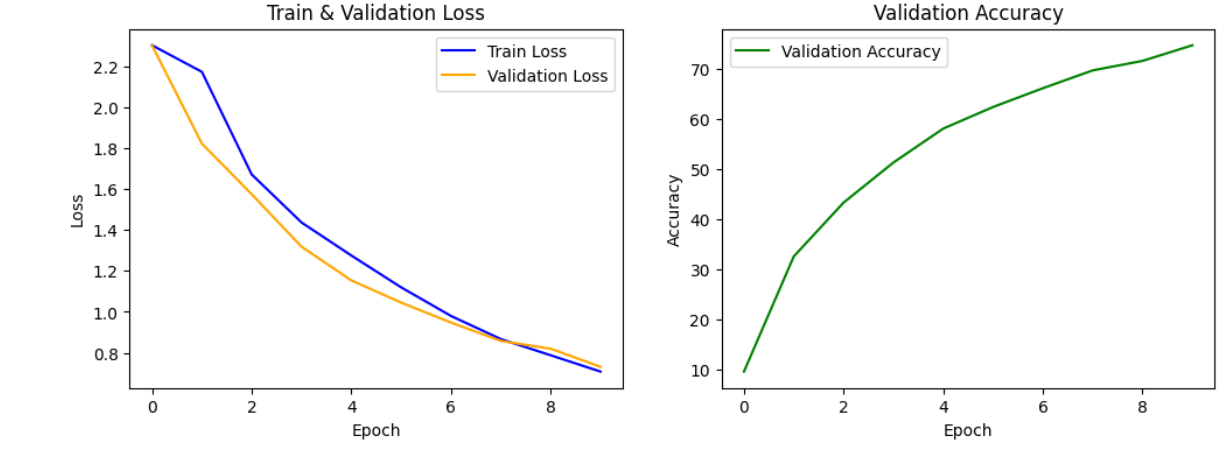 Train & Validation Loss
Train Loss
Validation Loss
2.2
2.0
1.8
1.6
1.4
1.2
1.0
0.8
Loss
0 2 4 6 8
Epoch
Validation Accuracy
Validation Accuracy
70
60
50
40
30
20
10
Accuracy
0 2 4 6 8
Epoch